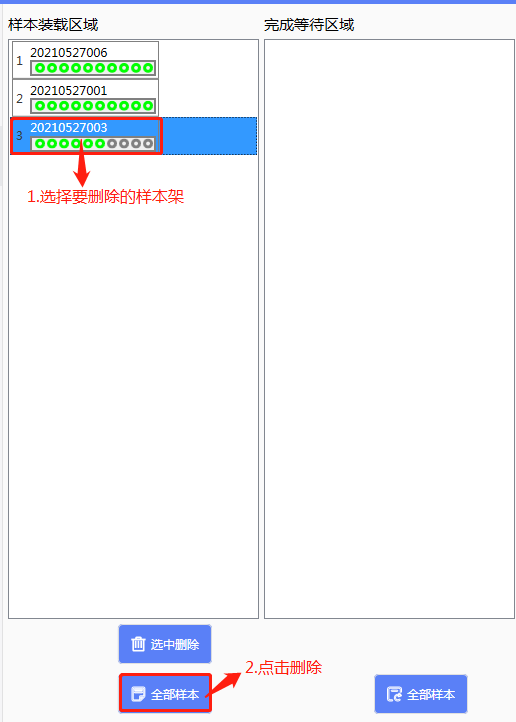 样本装载区域
完成等待区域
1
20210527006
2
20210527001
3
20210527003
1.选择要删除的样本架
选中删除
2.点击删除
全部样本
全部样本